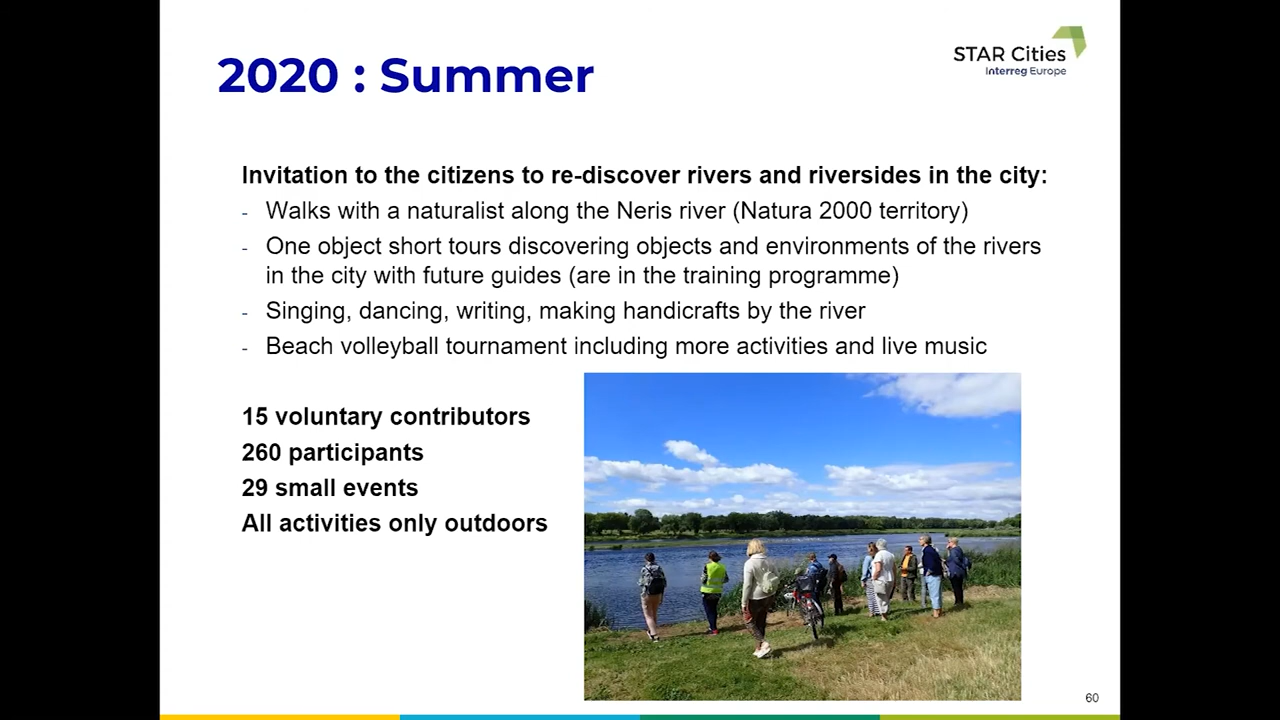 2020 : Summer
STAR Cities
Interreg Europe
Invitation to the citizens to re-discover rivers and riversides in the city:
- Walks with a naturalist along the Neris river (Natura 2000 territory)
- One object short tours discovering objects and environments of the rivers
in the city with future guides (are in the training programme)
- Singing, dancing, writing, making handicrafts by the river
- Beach volleyball tournament including more activities and live music
15 voluntary contributors
260 participants
29 small events
All activities only outdoors
60